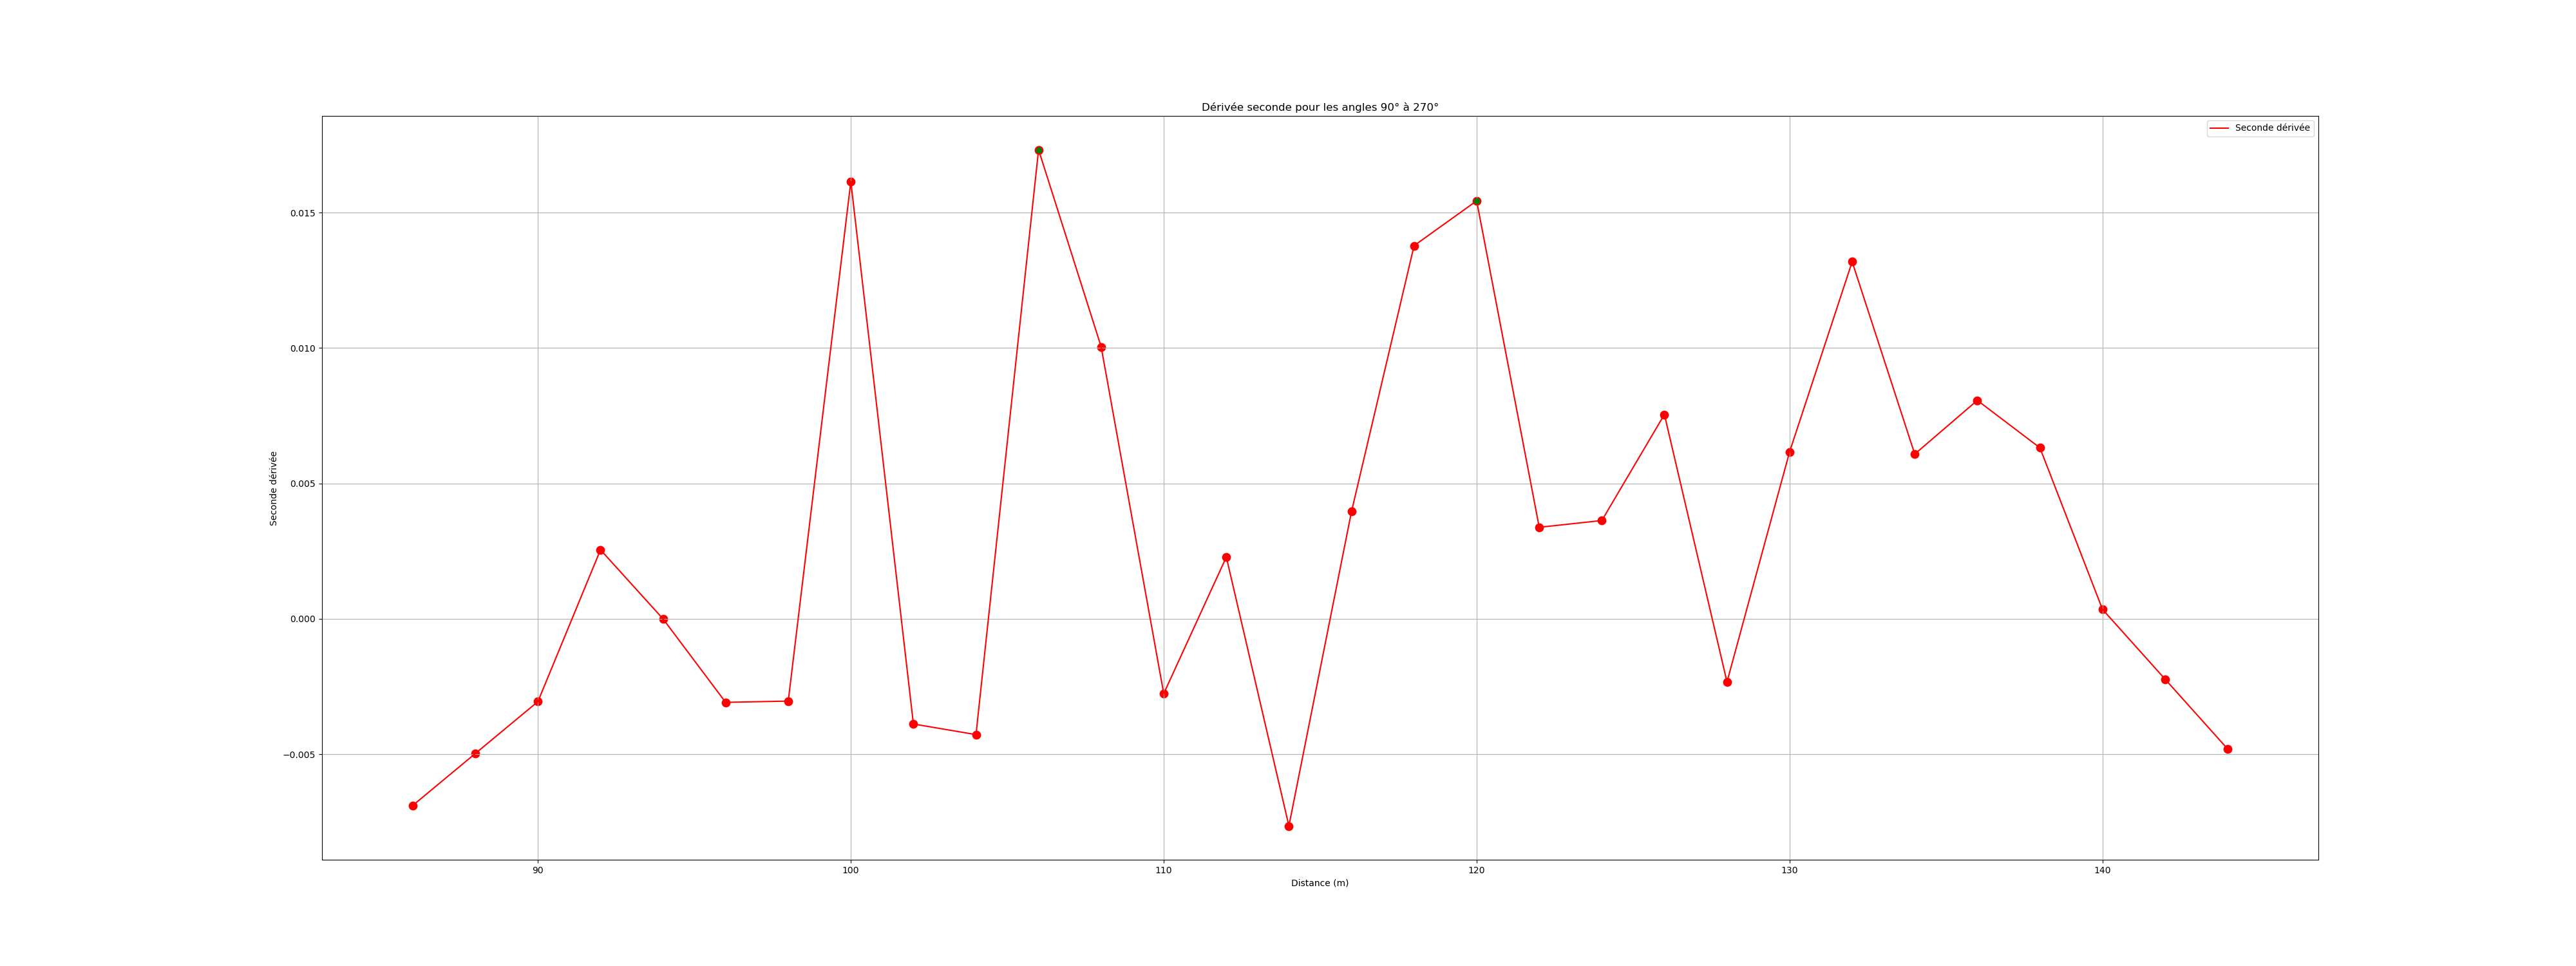 Dérivée seconde pour les angles 90° à 270°
Seconde dérivée
0.015
0.010
0.005
0.000
−0.005
Seconde dérivée
90 100 110 120 130 140
Distance (m)